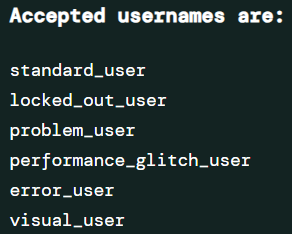 Accepted usernames are:
standard_user
locked_out_user
problem_user
performance_glitch_user
error_user
visual_user